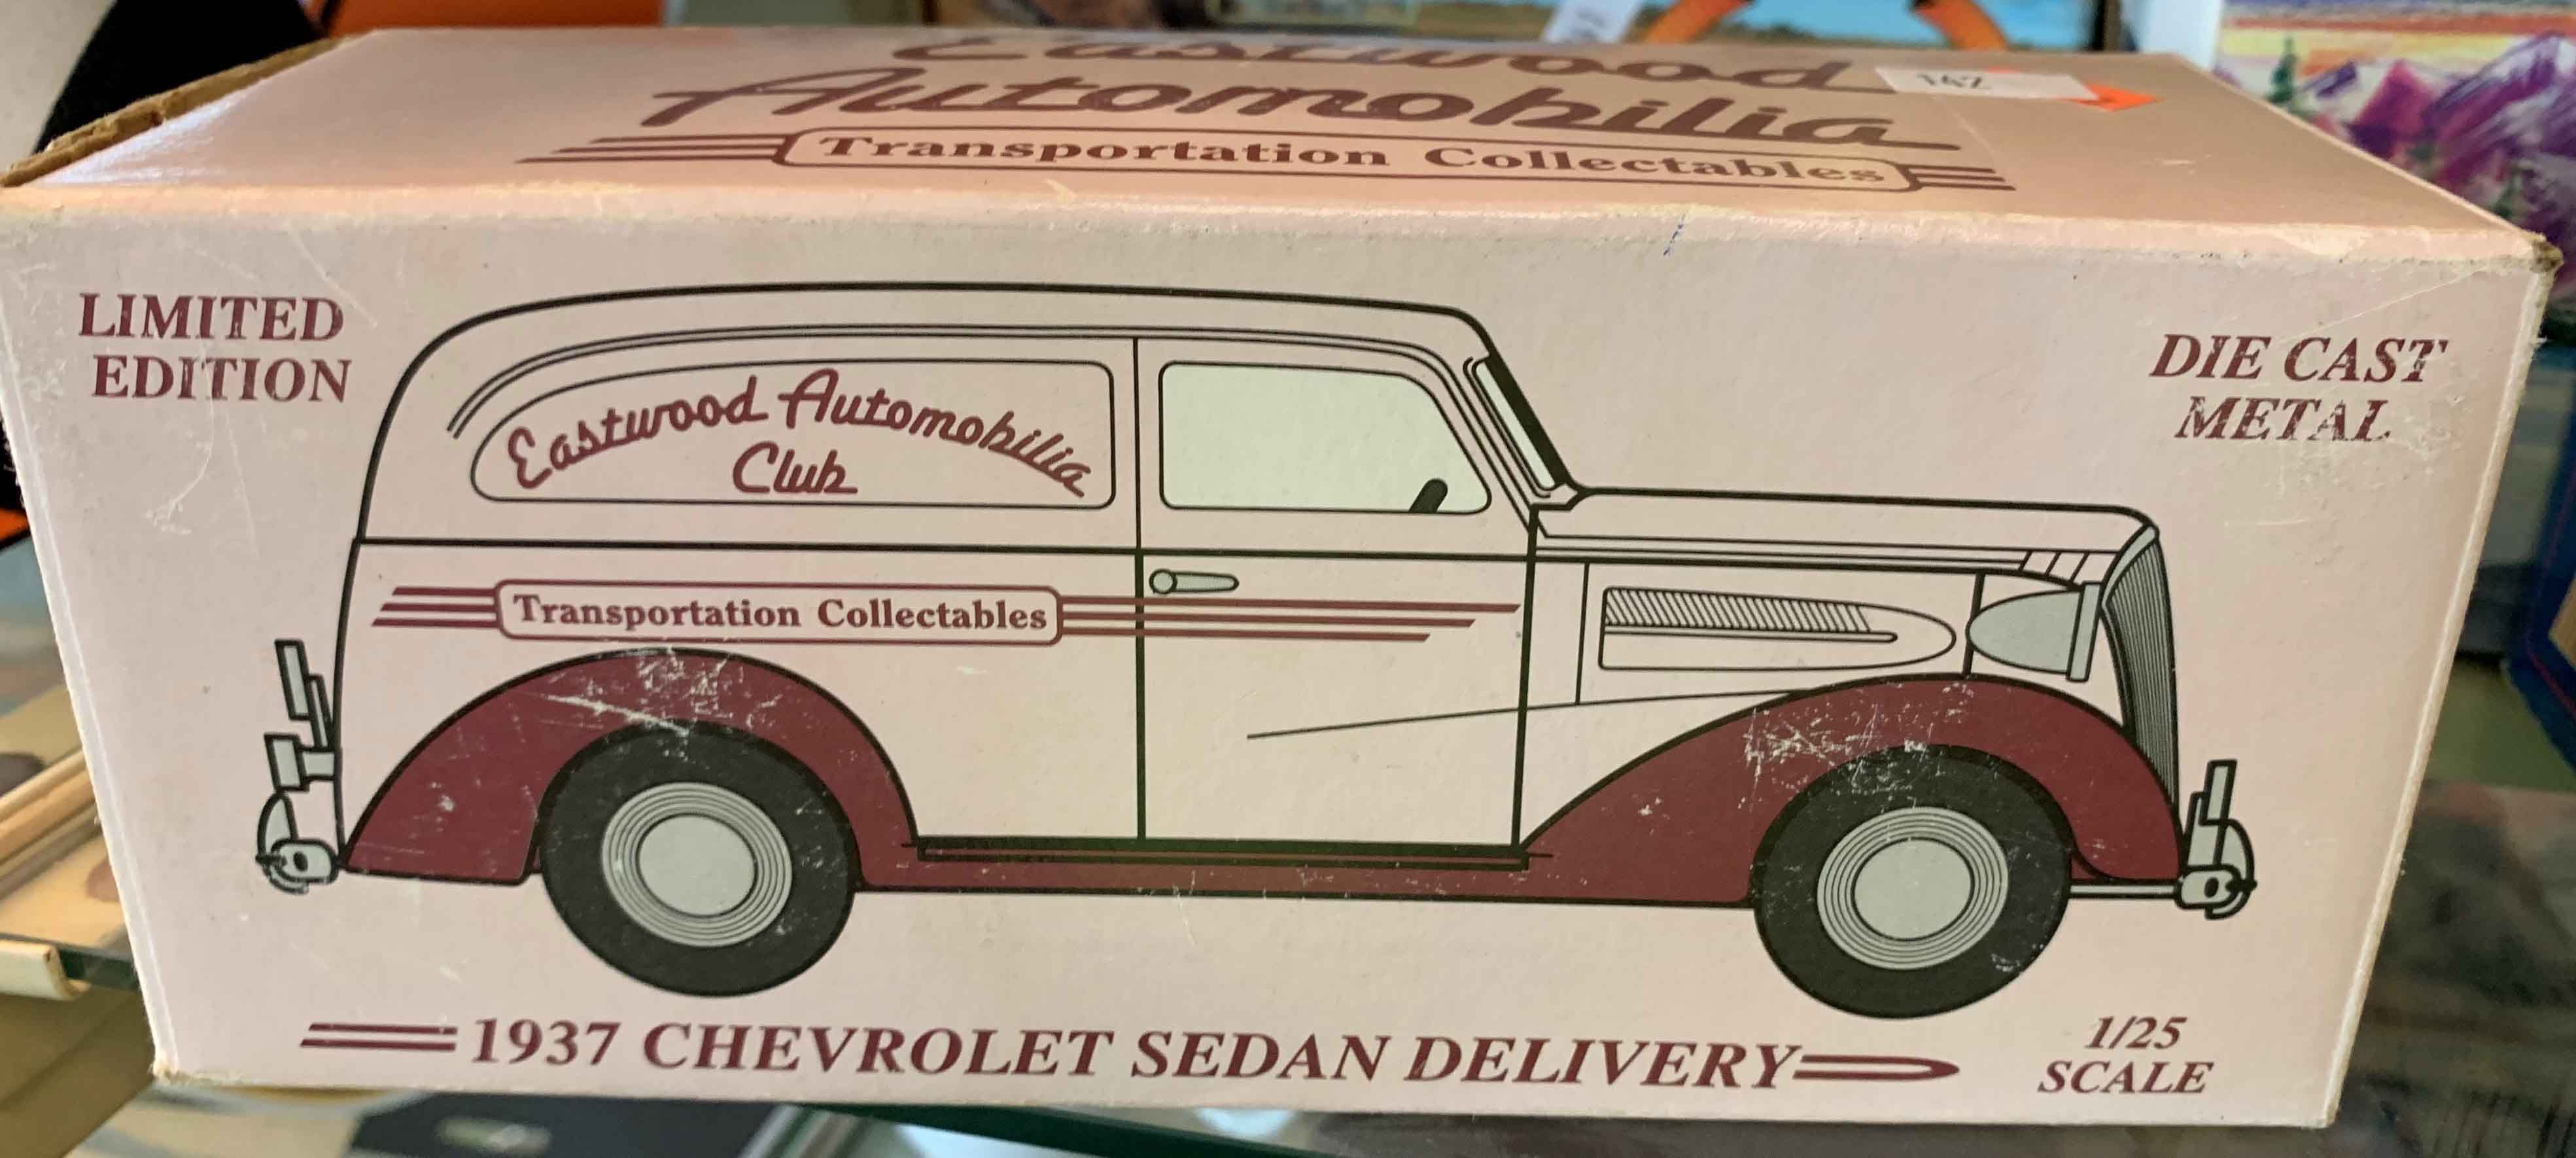 Eastwood
Automobilia
Transportation Collectables
142
LIMITED
EDITION
DIE CAST
METAL
Eastwood Automobilia
Club
Transportation Collectables
1937 CHEVROLET SEDAN DELIVERY
1/25
SCALE